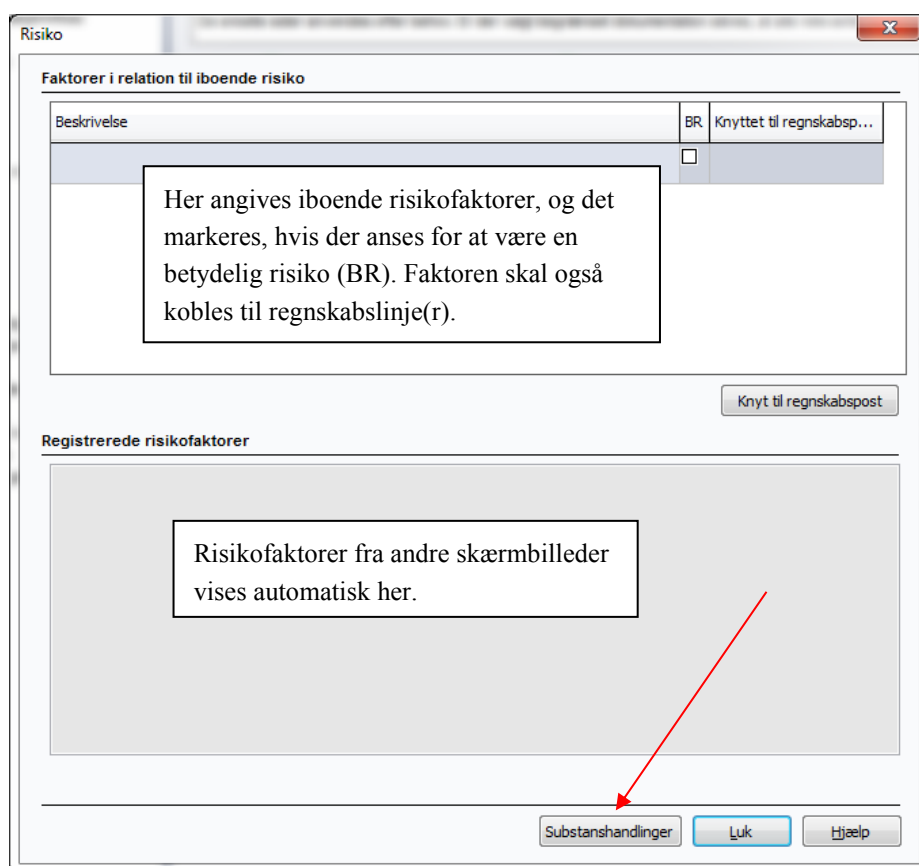 Risiko
x
Faktorer i relation til iboende risiko
Beskrivelse BR Knyttet til regnskabsp...
Her angives iboende risikofaktorer, og det
markeres, hvis der anses for at være en
betydelig risiko (BR). Faktoren skal også
kobles til regnskabslinje(r).
Knyt til regnskabspost
Registrerede risikofaktorer
Risikofaktorer fra andre skærmbilleder
vises automatisk her.
Substanshandlinger Luk Hjælp